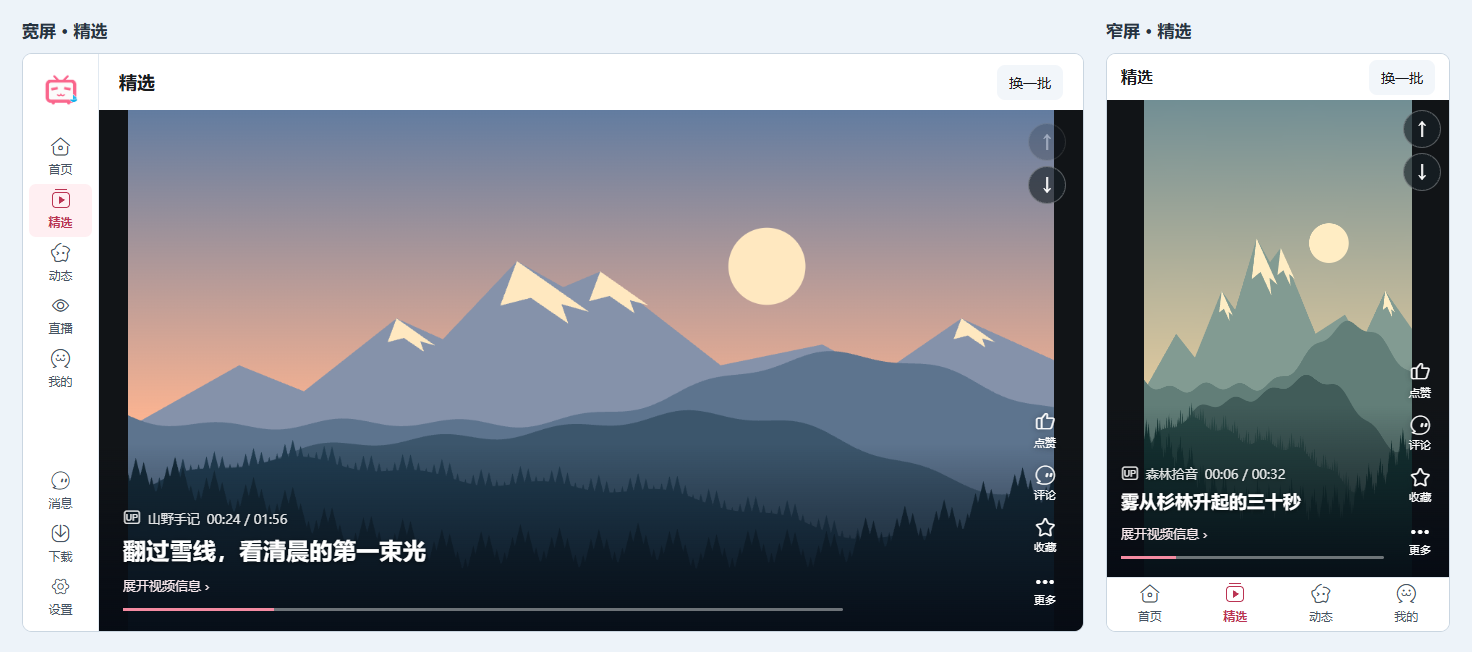 宽屏 · 精选
首页
精选
动态
直播
我的
消息
下载
设置
精选
换一批
点赞
评论
收藏
更多
UP 山野手记 00:24 / 01:56
翻过雪线，看清晨的第一束光
展开视频信息 ›
窄屏 · 精选
精选
换一批
点赞
评论
收藏
更多
UP 森林拾音 00:06 / 00:32
雾从杉林升起的三十秒
展开视频信息 ›
首页
精选
动态
我的